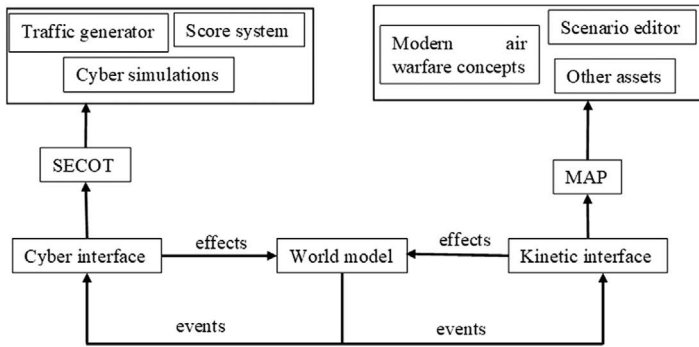 Traffic generator
Score system
Cyber simulations
Modern air
warfare concepts
Scenario editor
Other assets
SECOT
MAP
effects
effects
Cyber interface
World model
Kinetic interface
events
events